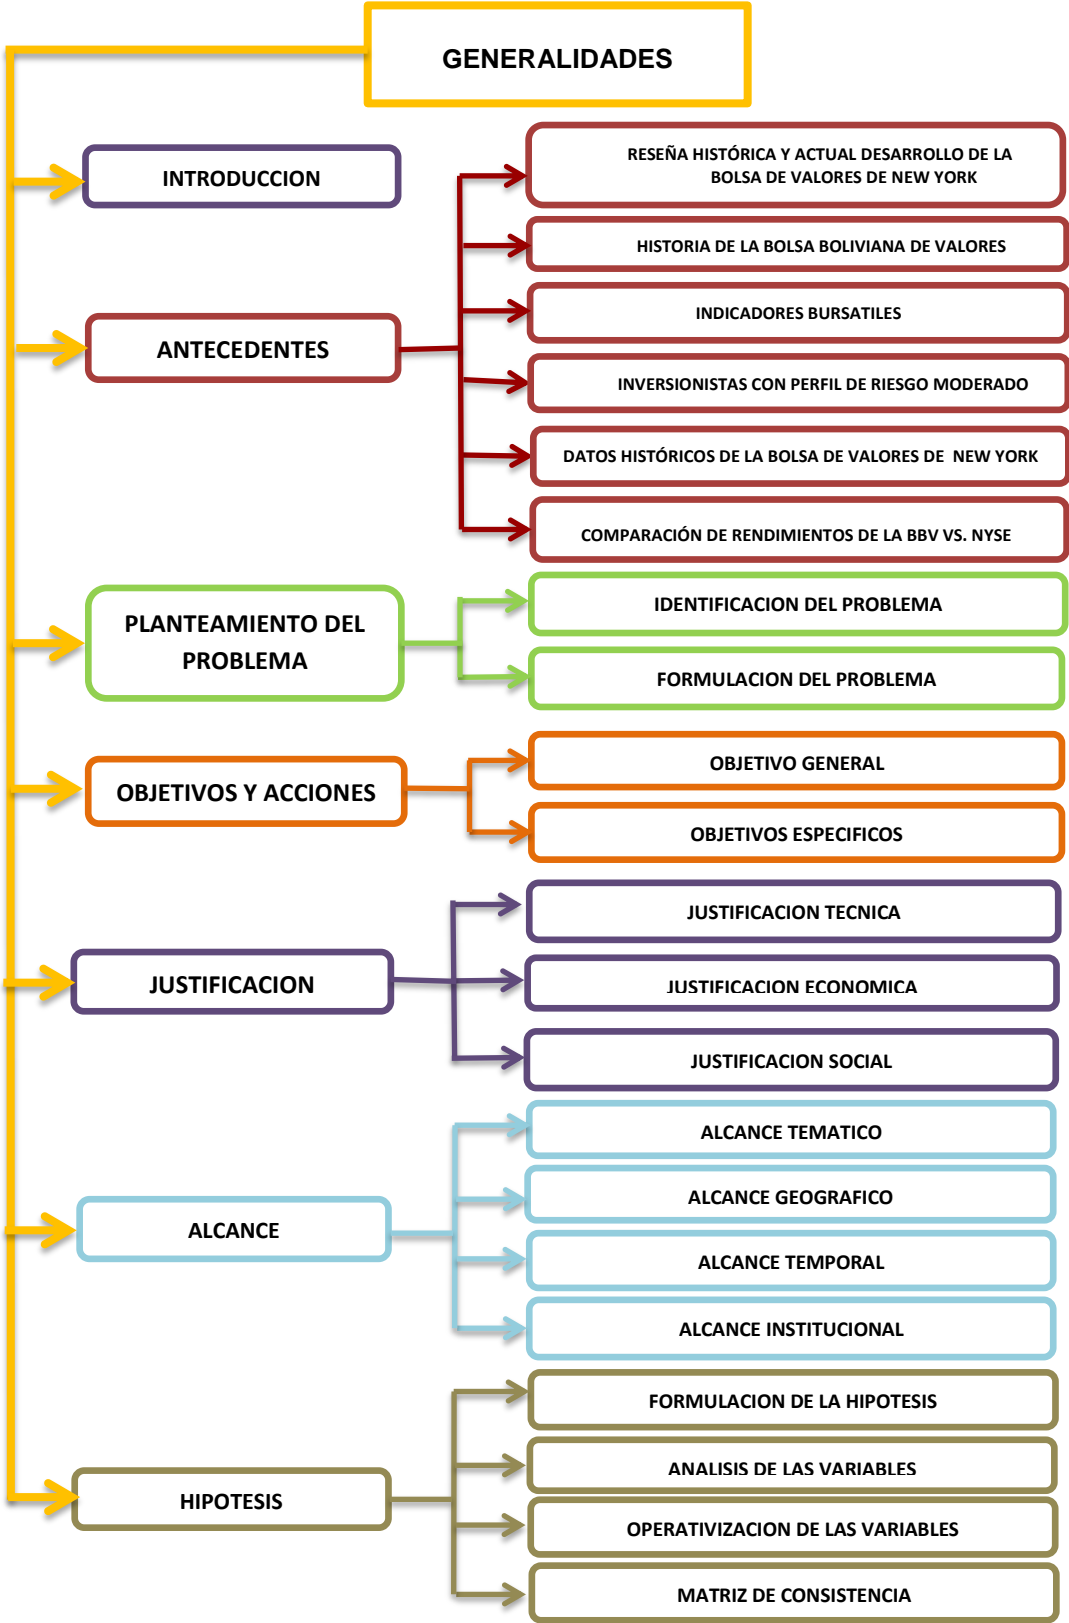 GENERALIDADES
INTRODUCCION
ANTECEDENTES
RESEÑA HISTÓRICA Y ACTUAL DESARROLLO DE LA
BOLSA DE VALORES DE NEW YORK
HISTORIA DE LA BOLSA BOLIVIANA DE VALORES
INDICADORES BURSATILES
INVERSIONISTAS CON PERFIL DE RIESGO MODERADO
DATOS HISTÓRICOS DE LA BOLSA DE VALORES DE NEW YORK
COMPARACIÓN DE RENDIMIENTOS DE LA BBV VS. NYSE
PLANTEAMIENTO DEL
PROBLEMA
IDENTIFICACION DEL PROBLEMA
FORMULACION DEL PROBLEMA
OBJETIVOS Y ACCIONES
OBJETIVO GENERAL
OBJETIVOS ESPECIFICOS
JUSTIFICACION
JUSTIFICACION TECNICA
JUSTIFICACION ECONOMICA
JUSTIFICACION SOCIAL
ALCANCE
ALCANCE TEMATICO
ALCANCE GEOGRAFICO
ALCANCE TEMPORAL
ALCANCE INSTITUCIONAL
HIPOTESIS
FORMULACION DE LA HIPOTESIS
ANALISIS DE LAS VARIABLES
OPERATIVIZACION DE LAS VARIABLES
MATRIZ DE CONSISTENCIA